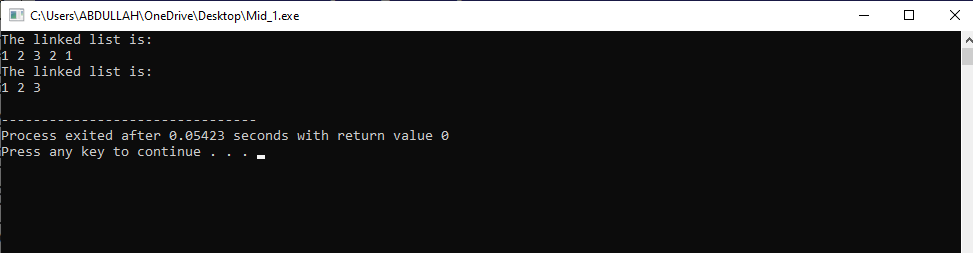 C:\Users\ABDULLAH\OneDrive\Desktop\Mid_1.exe
The linked list is:
1 2 3 2 1
The linked list is:
1 2 3
--------------------------------
Process exited after 0.05423 seconds with return value 0
Press any key to continue . . .